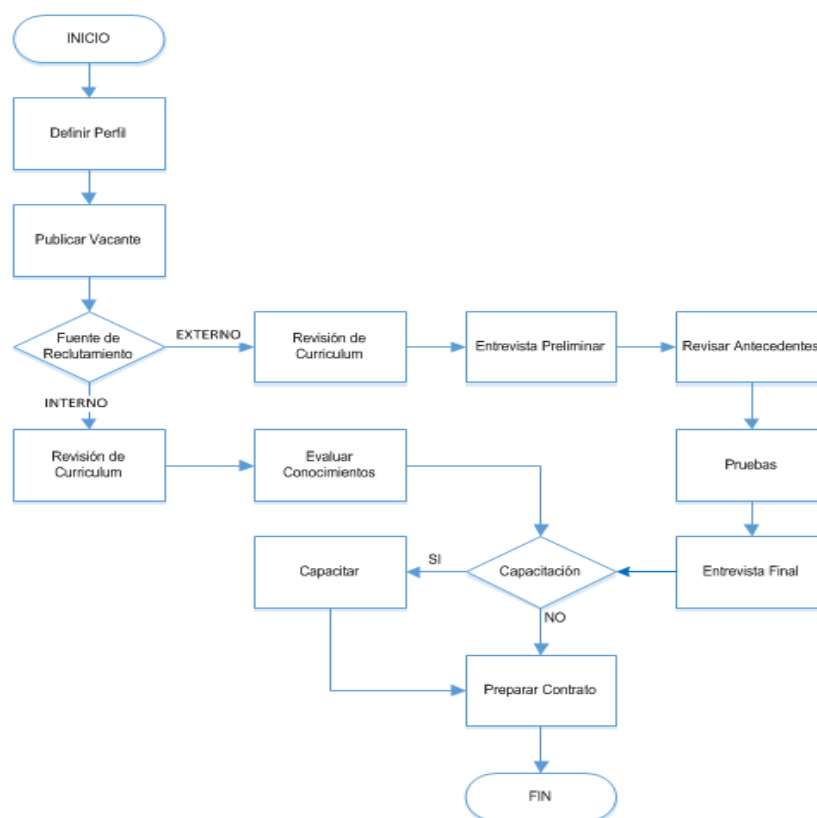 INICIO
Definir Perfil
Publicar Vacante
Fuente de
Reclutamiento
EXTERNO
Revisión de
Curriculum
Entrevista Preliminar
Revisar Antecedentes
INTERNO
Revisión de
Curriculum
Evaluar
Conocimientos
Pruebas
Capacitar
SI
Capacitación
Entrevista Final
NO
Preparar Contrato
FIN